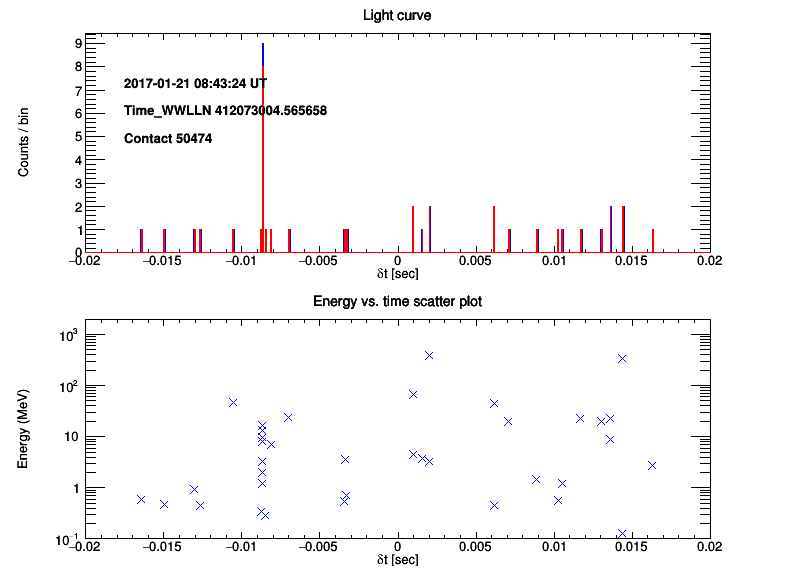 Light curve
9
8
7
6
5
4
3
2
1
0
Counts / bin
2017-01-21 08:43:24 UT
Time_WWLLN 412073004.565658
Contact 50474
−0.02 −0.015 −0.01 −0.005 0 0.005 0.01 0.015 0.02
δt [sec]
Energy vs. time scatter plot
10³
10²
10
1
10⁻¹
Energy (MeV)
−0.02 −0.015 −0.01 −0.005 0 0.005 0.01 0.015 0.02
δt [sec]